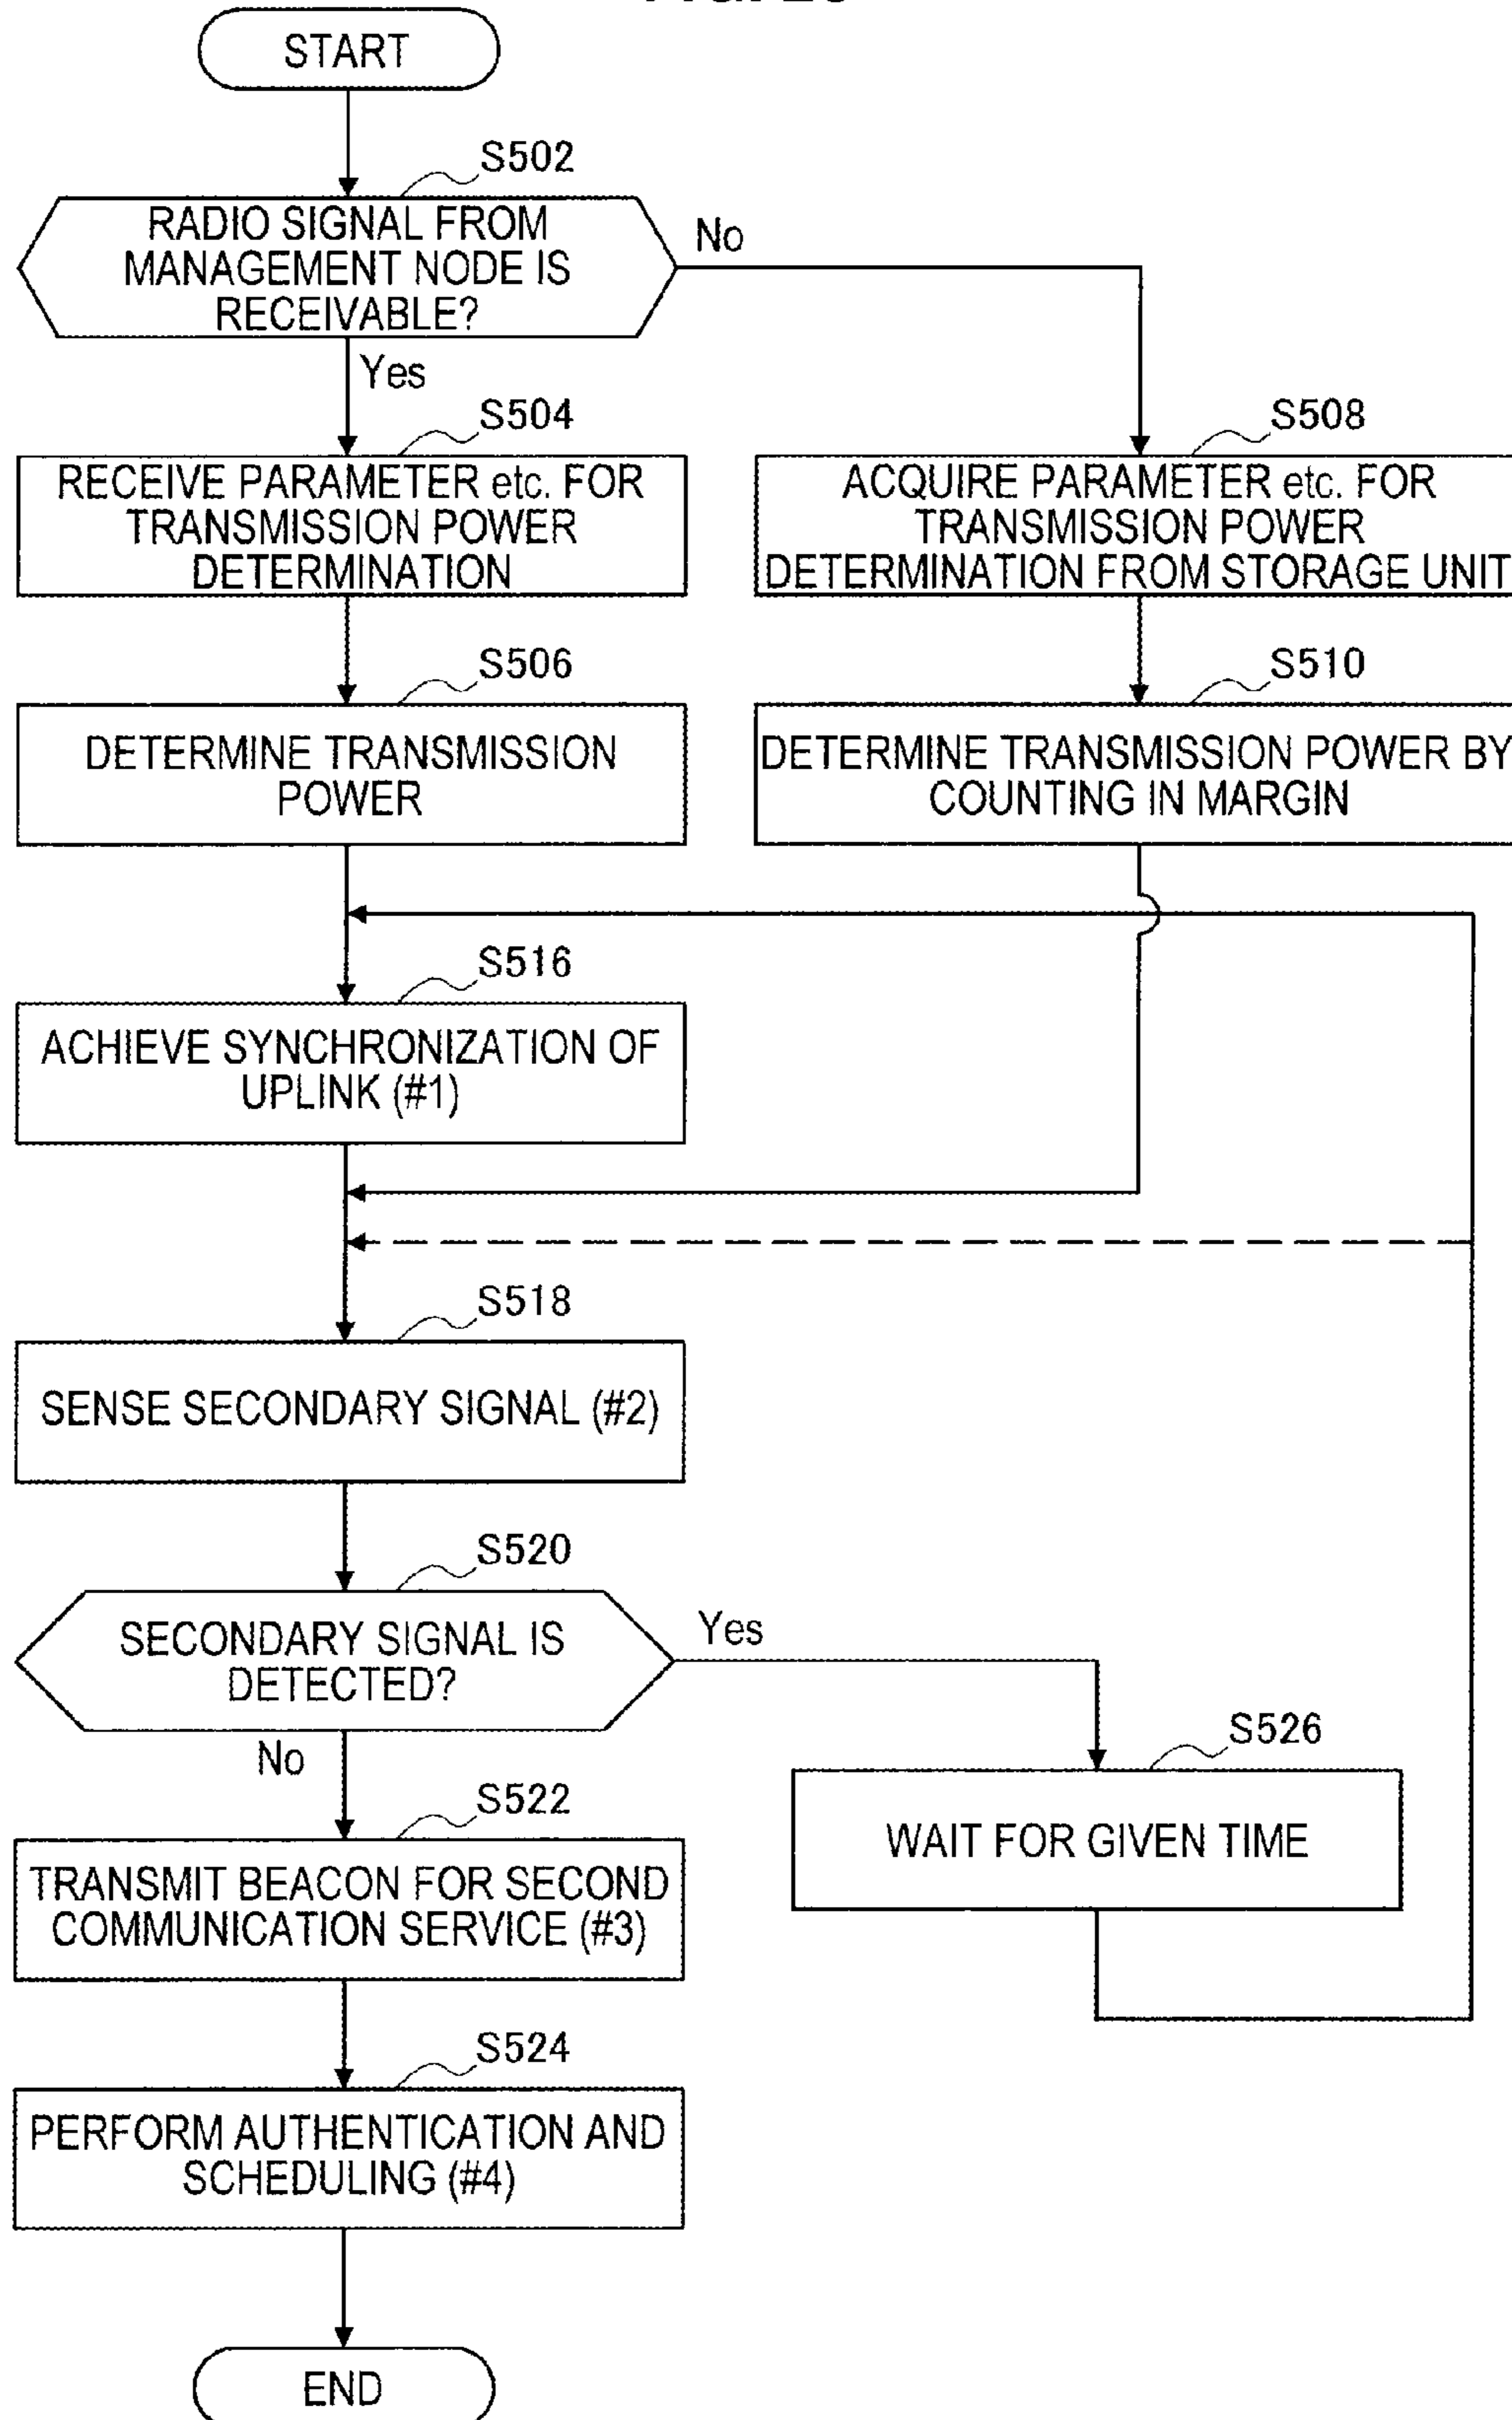 START
S502
RADIO SIGNAL FROM
MANAGEMENT NODE IS
RECEIVABLE?
No
Yes
S504
RECEIVE PARAMETER etc. FOR
TRANSMISSION POWER
DETERMINATION
S508
ACQUIRE PARAMETER etc. FOR
TRANSMISSION POWER
DETERMINATION FROM STORAGE UNIT
S506
DETERMINE TRANSMISSION
POWER
S510
DETERMINE TRANSMISSION POWER BY
COUNTING IN MARGIN
S516
ACHIEVE SYNCHRONIZATION OF
UPLINK (#1)
S518
SENSE SECONDARY SIGNAL (#2)
S520
SECONDARY SIGNAL IS
DETECTED?
Yes
No
S526
WAIT FOR GIVEN TIME
S522
TRANSMIT BEACON FOR SECOND
COMMUNICATION SERVICE (#3)
S524
PERFORM AUTHENTICATION AND
SCHEDULING (#4)
END